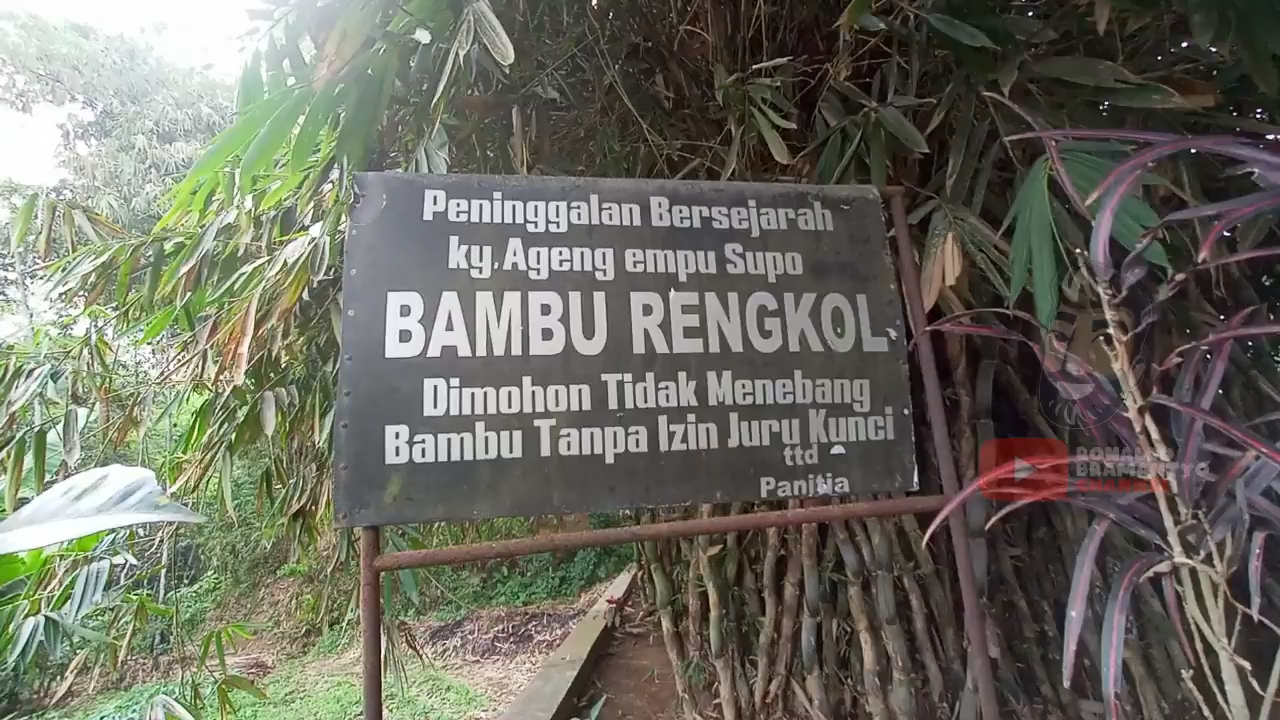 Peninggalan Bersejarah
ky. Ageng empu Supo
BAMBU RENGKOL
Dimohon Tidak Menebang
Bambu Tanpa Izin Juru Kunci
ttd
Panitia